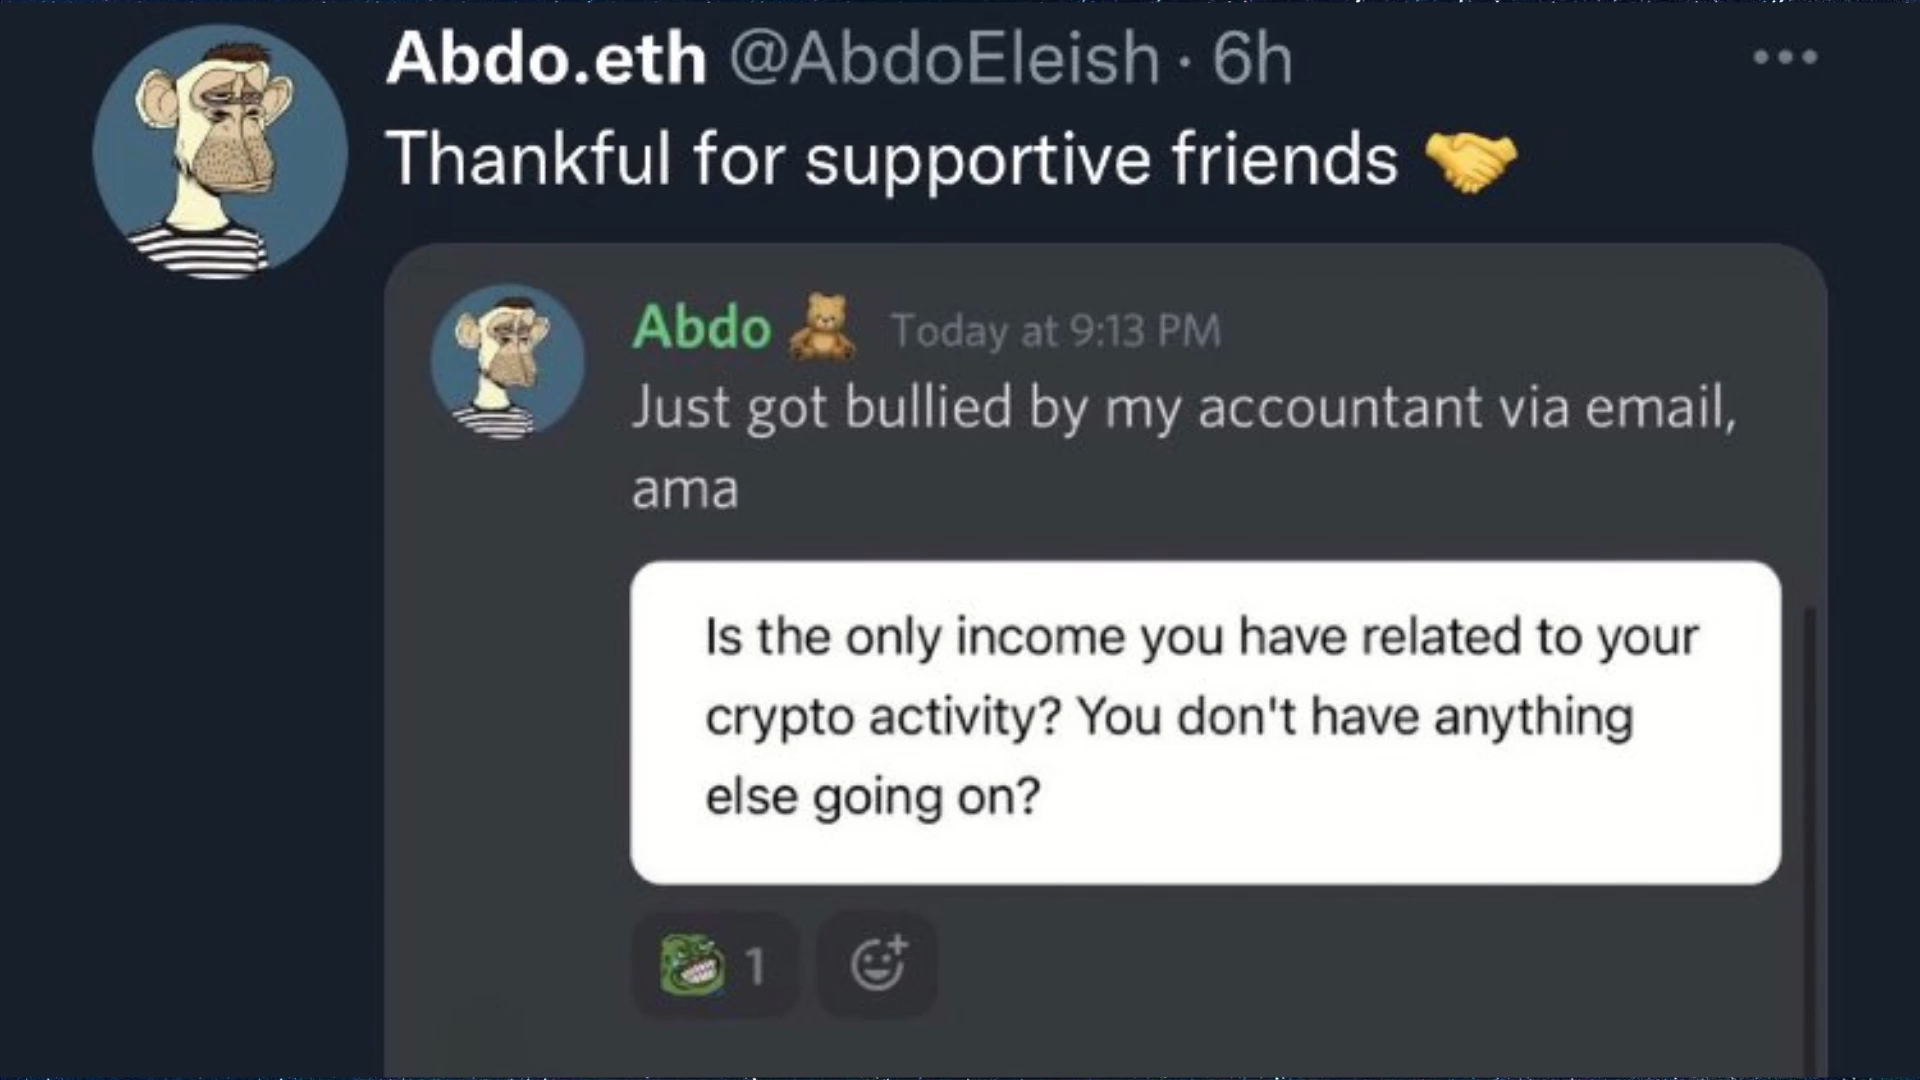 Abdo.eth @AbdoEleish · 6h
Thankful for supportive friends 🤝
Abdo 🧸 Today at 9:13 PM
Just got bullied by my accountant via email,
ama
Is the only income you have related to your
crypto activity? You don't have anything
else going on?
1